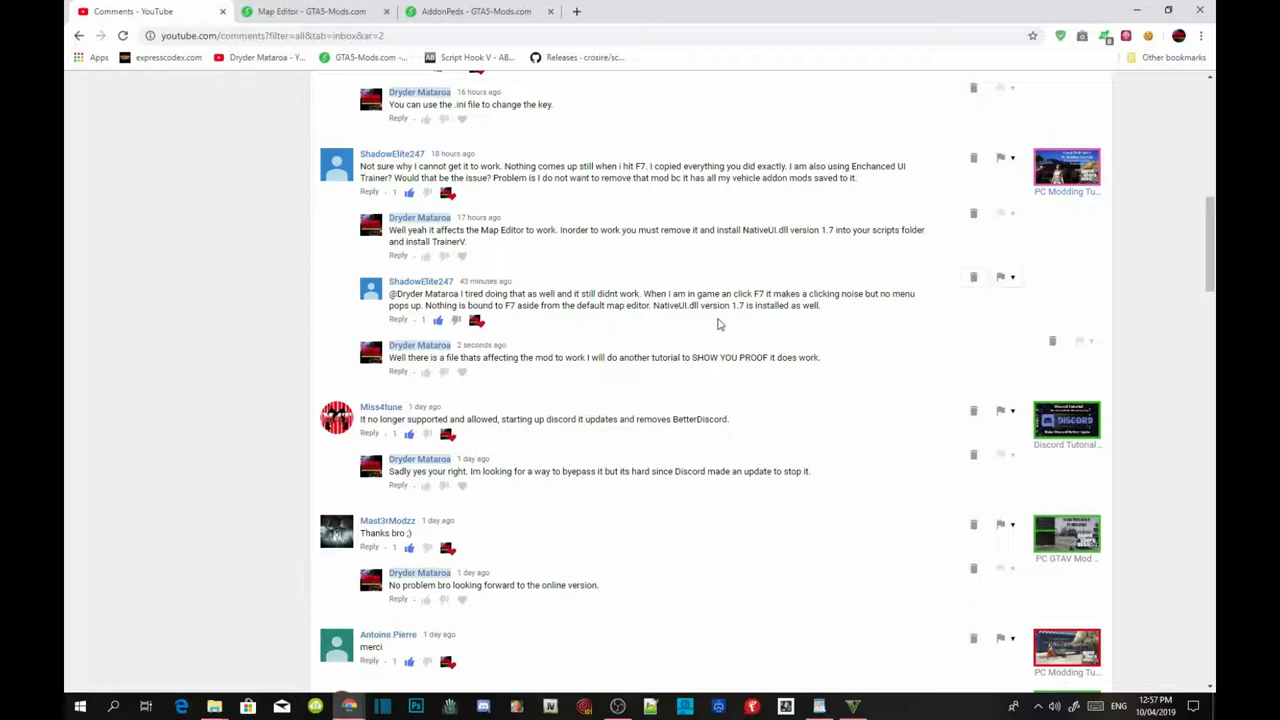 Comments - YouTube
Map Editor - GTA5-Mods.com
AddonPeds - GTA5-Mods.com
youtube.com/comments?filter=all&tab=inbox&ar=2
Apps
expresscodex.com
Dryder Mataroa - Y...
GTA5-Mods.com -...
Script Hook V - AB...
Releases · crosire/sc...
Other bookmarks
Dryder Mataroa 16 hours ago
You can use the .ini file to change the key.
Reply ·
ShadowElite247 18 hours ago
Not sure why I cannot get it to work. Nothing comes up still when i hit F7. I copied everything you did exactly. I am also using Enchanced UI
Trainer? Would that be the issue? Problem is I do not want to remove that mod bc it has all my vehicle addon mods saved to it.
Reply · 1
PC Modding Tu...
Dryder Mataroa 17 hours ago
Well yeah it affects the Map Editor to work. Inorder to work you must remove it and install NativeUI.dll version 1.7 into your scripts folder
and install TrainerV.
Reply ·
ShadowElite247 43 minutes ago
@Dryder Mataroa I tired doing that as well and it still didnt work. When I am in game an click F7 it makes a clicking noise but no menu
pops up. Nothing is bound to F7 aside from the default map editor. NativeUI.dll version 1.7 is installed as well.
Reply · 1
Dryder Mataroa 2 seconds ago
Well there is a file thats affecting the mod to work I will do another tutorial to SHOW YOU PROOF it does work.
Reply ·
Miss4tune 1 day ago
It no longer supported and allowed, starting up discord it updates and removes BetterDiscord.
Reply · 1
Discord Tutorial...
Dryder Mataroa 1 day ago
Sadly yes your right. Im looking for a way to byepass it but its hard since Discord made an update to stop it.
Reply ·
Mast3rModzz 1 day ago
Thanks bro ;)
Reply · 1
PC GTAV Mod ...
Dryder Mataroa 1 day ago
No problem bro looking forward to the online version.
Reply ·
Antoine Pierre 1 day ago
merci
Reply · 1
PC Modding Tu...
ENG
12:57 PM
10/04/2019